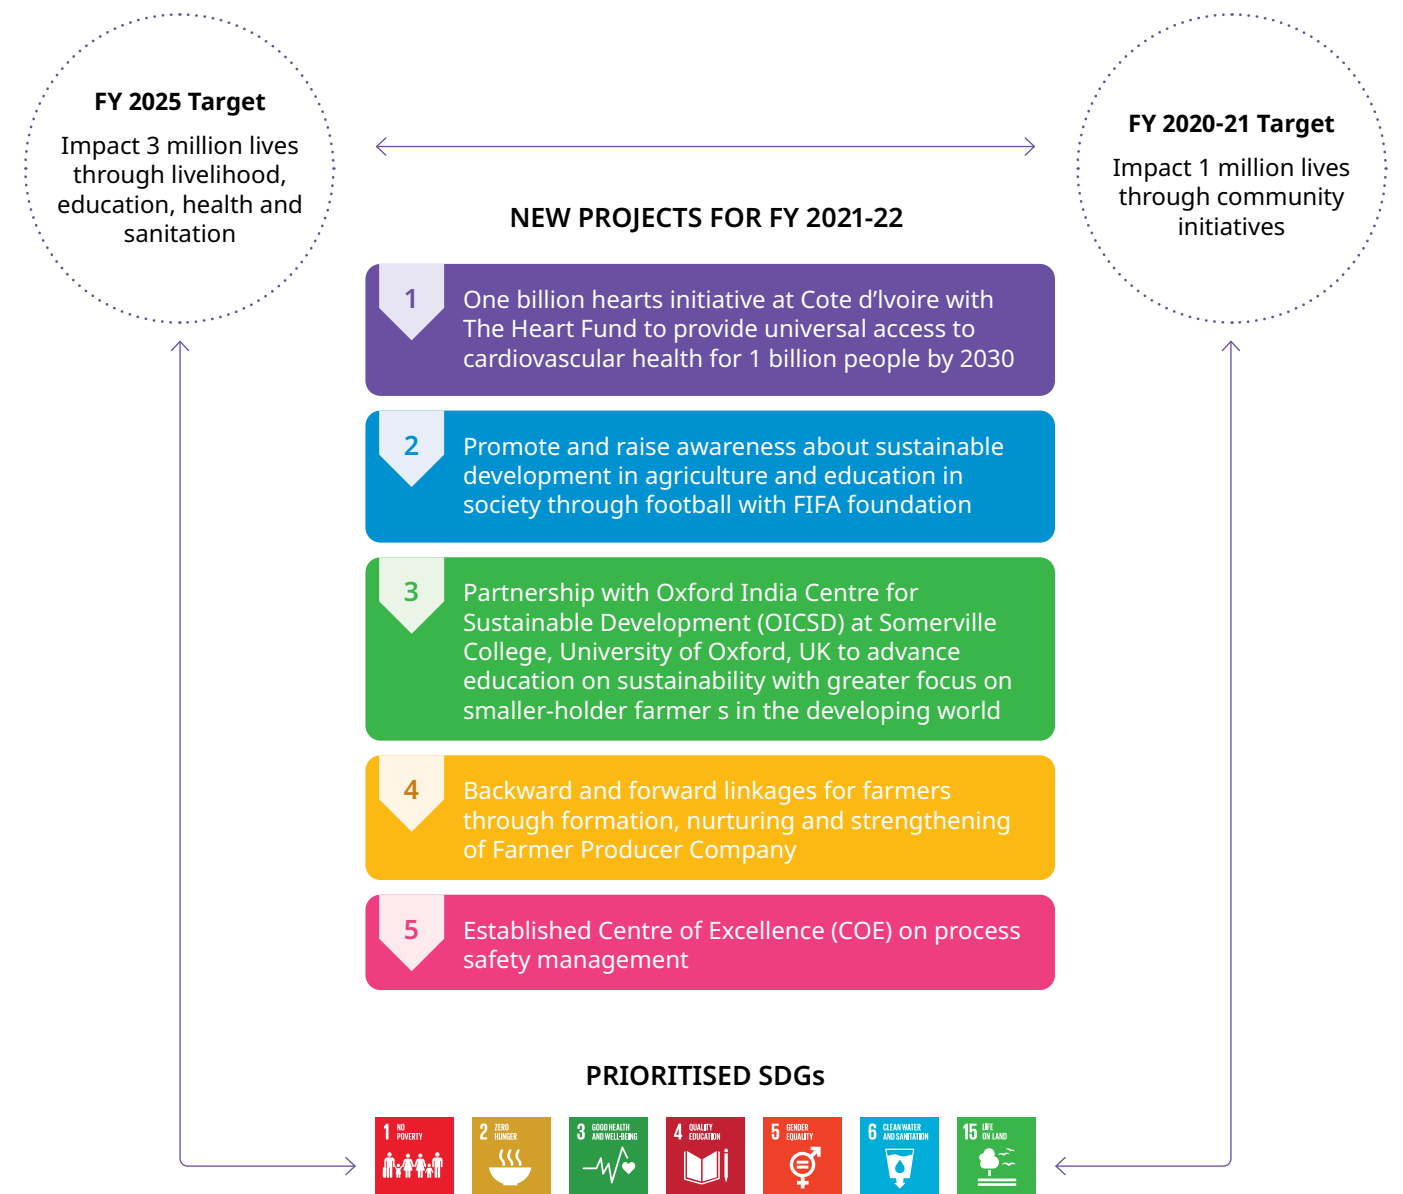 FY 2025 Target
Impact 3 million lives
through livelihood,
education, health and
sanitation
FY 2020-21 Target
Impact 1 million lives
through community
initiatives
NEW PROJECTS FOR FY 2021-22
1
One billion hearts initiative at Cote d’lvoire with
The Heart Fund to provide universal access to
cardiovascular health for 1 billion people by 2030
2
Promote and raise awareness about sustainable
development in agriculture and education in
society through football with FIFA foundation
3
Partnership with Oxford India Centre for
Sustainable Development (OICSD) at Somerville
College, University of Oxford, UK to advance
education on sustainability with greater focus on
smaller-holder farmer s in the developing world
4
Backward and forward linkages for farmers
through formation, nurturing and strengthening
of Farmer Producer Company
5
Established Centre of Excellence (COE) on process
safety management
PRIORITISED SDGs
1 NO
POVERTY
2 ZERO
HUNGER
3 GOOD HEALTH
AND WELL-BEING
4 QUALITY
EDUCATION
5 GENDER
EQUALITY
6 CLEAN WATER
AND SANITATION
15 LIFE
ON LAND